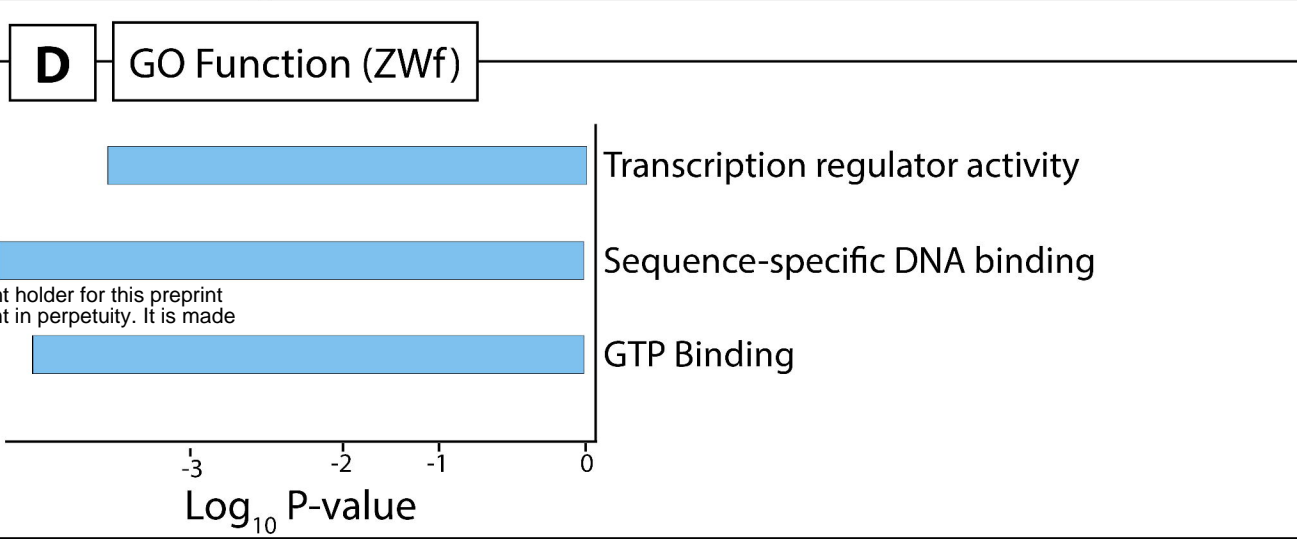 D
GO Function (ZWf)
Transcription regulator activity
Sequence-specific DNA binding
holder for this preprint
in perpetuity. It is made
GTP Binding
-3 -2 -1 0
Log10 P-value